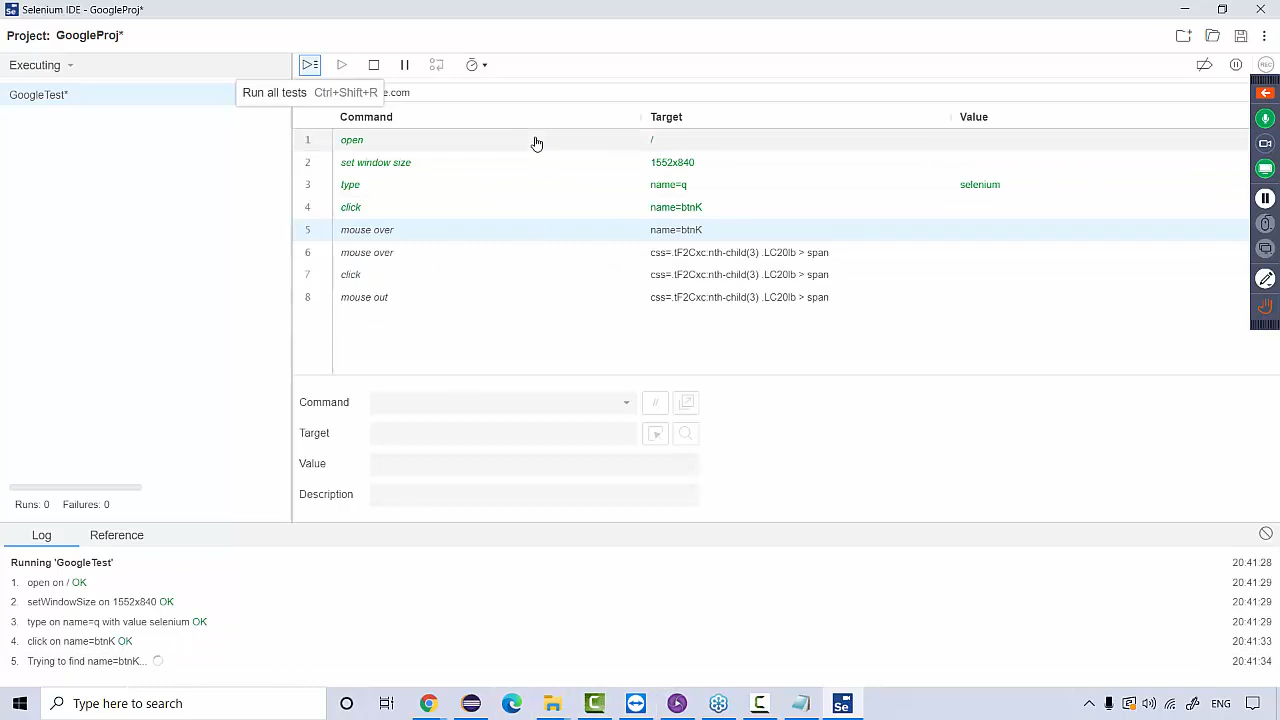 Selenium IDE - GoogleProj*
Project: GoogleProj*
Executing
GoogleTest*
Run all tests Ctrl+Shift+R
e.com
REC
Command Target Value
1 open /
2 set window size 1552x840
3 type name=q selenium
4 click name=btnK
5 mouse over name=btnK
6 mouse over css=.tF2Cxc:nth-child(3) .LC20lb > span
7 click css=.tF2Cxc:nth-child(3) .LC20lb > span
8 mouse out css=.tF2Cxc:nth-child(3) .LC20lb > span
Command //
Target
Value
Description
Runs: 0 Failures: 0
Log Reference
Running 'GoogleTest' 20:41:28
1. open on / OK 20:41:29
2. setWindowSize on 1552x840 OK 20:41:29
3. type on name=q with value selenium OK 20:41:29
4. click on name=btnK OK 20:41:33
5. Trying to find name=btnK... 20:41:34
Type here to search
Se
ENG